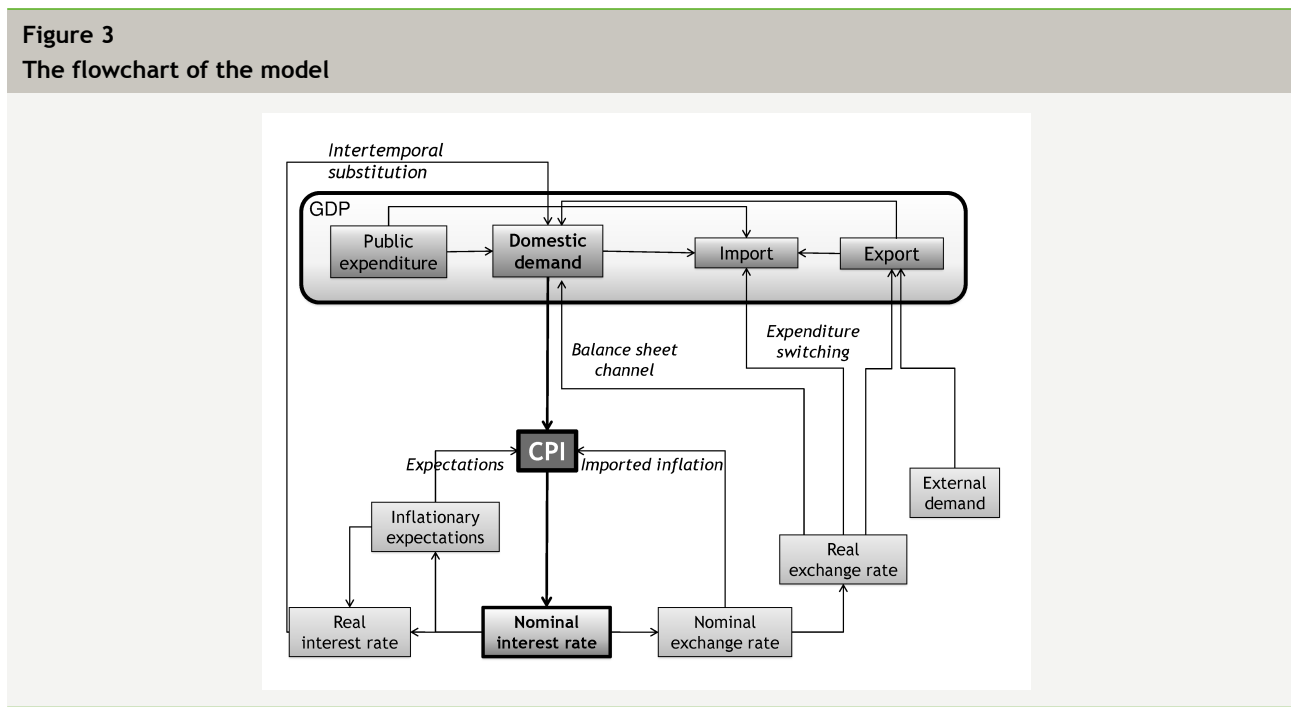 Figure 3
The flowchart of the model
Intertemporal
substitution
GDP
Public
expenditure
Domestic
demand
Import
Export
Expenditure
switching
Balance sheet
channel
CPI
Expectations
Imported inflation
External
demand
Inflationary
expectations
Real
exchange rate
Real
interest rate
Nominal
interest rate
Nominal
exchange rate